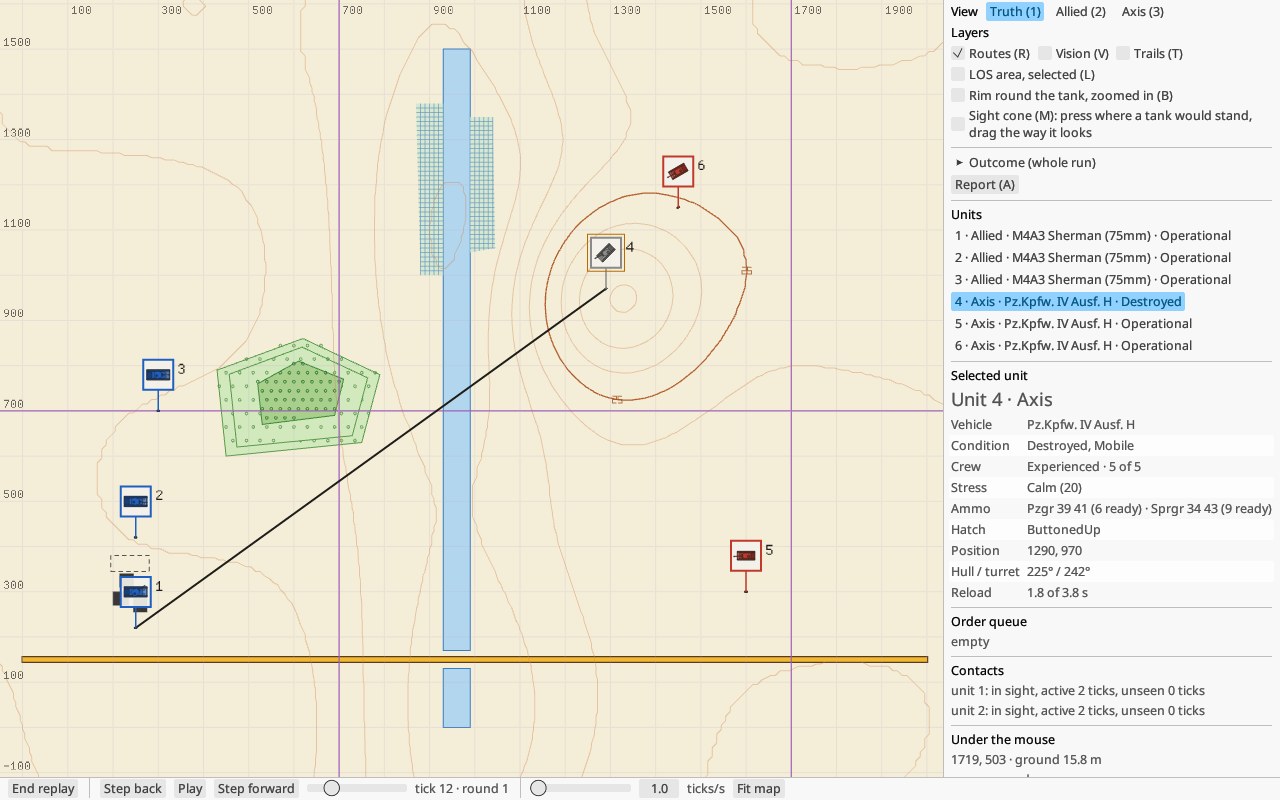 100 300 500 700 900 1100 1300 1500 1700 1900
1500
1300
1100
900
700
500
300
100
-100
6
4
3
2
1
5
25
25
View Truth (1) Allied (2) Axis (3)
Layers
Routes (R) Vision (V) Trails (T)
LOS area, selected (L)
Rim round the tank, zoomed in (B)
Sight cone (M): press where a tank would stand,
drag the way it looks
Outcome (whole run)
Report (A)
Units
1 · Allied · M4A3 Sherman (75mm) · Operational
2 · Allied · M4A3 Sherman (75mm) · Operational
3 · Allied · M4A3 Sherman (75mm) · Operational
4 · Axis · Pz.Kpfw. IV Ausf. H · Destroyed
5 · Axis · Pz.Kpfw. IV Ausf. H · Operational
6 · Axis · Pz.Kpfw. IV Ausf. H · Operational
Selected unit
Unit 4 · Axis
Vehicle Pz.Kpfw. IV Ausf. H
Condition Destroyed, Mobile
Crew Experienced · 5 of 5
Stress Calm (20)
Ammo Pzgr 39 41 (6 ready) · Sprgr 34 43 (9 ready)
Hatch ButtonedUp
Position 1290, 970
Hull / turret 225° / 242°
Reload 1.8 of 3.8 s
Order queue
empty
Contacts
unit 1: in sight, active 2 ticks, unseen 0 ticks
unit 2: in sight, active 2 ticks, unseen 0 ticks
Under the mouse
1719, 503 · ground 15.8 m
End replay Step back Play Step forward tick 12 · round 1 1.0 ticks/s Fit map